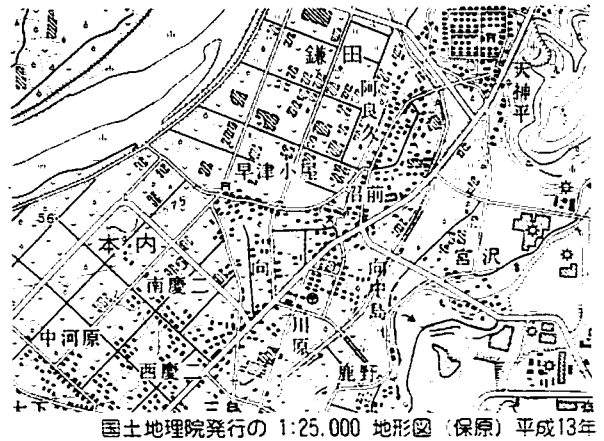 鎌田
阿良久
天神平
早津小屋
沼前
56
75
本内
南慶二
向
向中島
宮沢
中河原
川原
西慶二
鹿野
国土地理院発行の 1:25,000 地形図(保原)平成13年